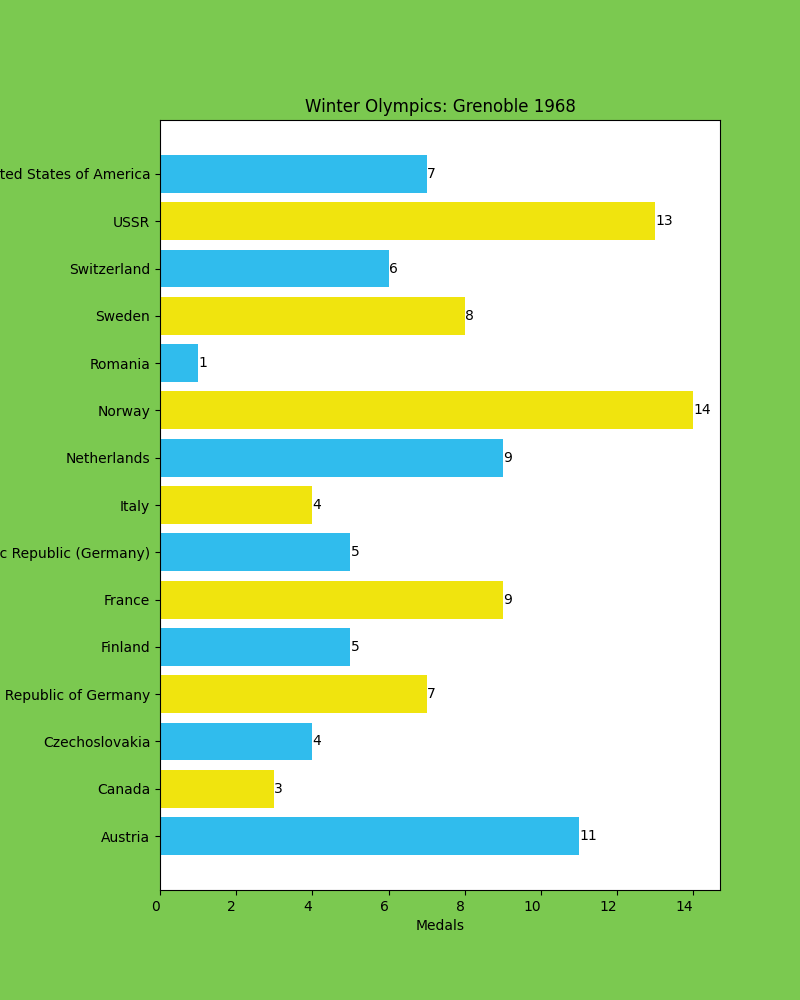 Winter Olympics: Grenoble 1968
ted States of America 7
USSR 13
Switzerland 6
Sweden 8
Romania 1
Norway 14
Netherlands 9
Italy 4
c Republic (Germany) 5
France 9
Finland 5
Republic of Germany 7
Czechoslovakia 4
Canada 3
Austria 11
0 2 4 6 8 10 12 14
Medals